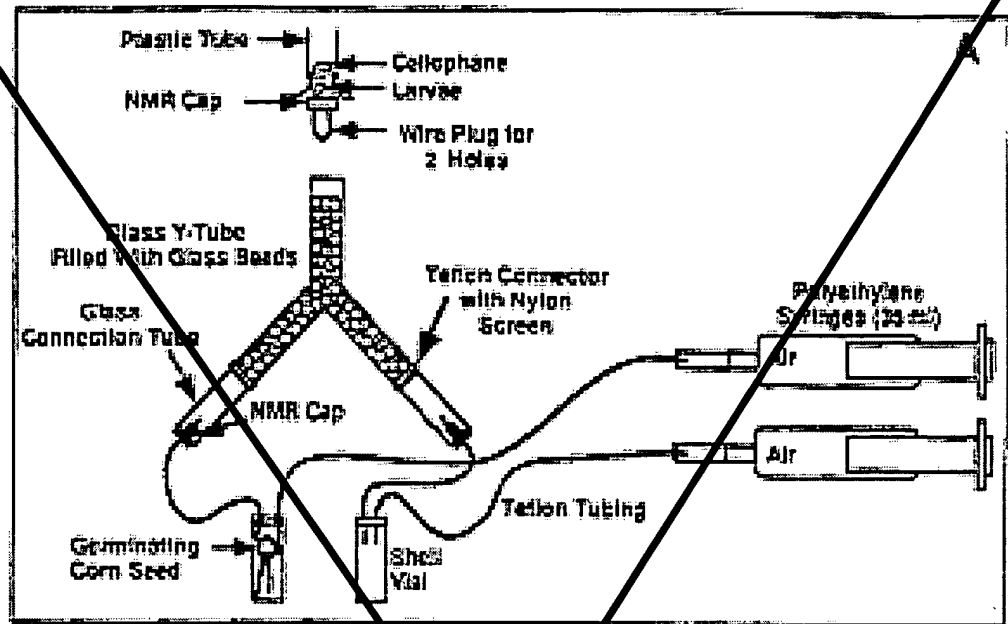 A
Plastic Tube
Cellophane
Larvae
NMR Cap
Wire Plug for
2 Holes
Glass Y-Tube
Filled With Glass Beads
Teflon Connector
with Nylon
Screen
Glass
Connection Tube
Polyethylene
Syringes
Air
NMR Cap
Air
Teflon Tubing
Germinating
Corn Seed
Shell
Vial